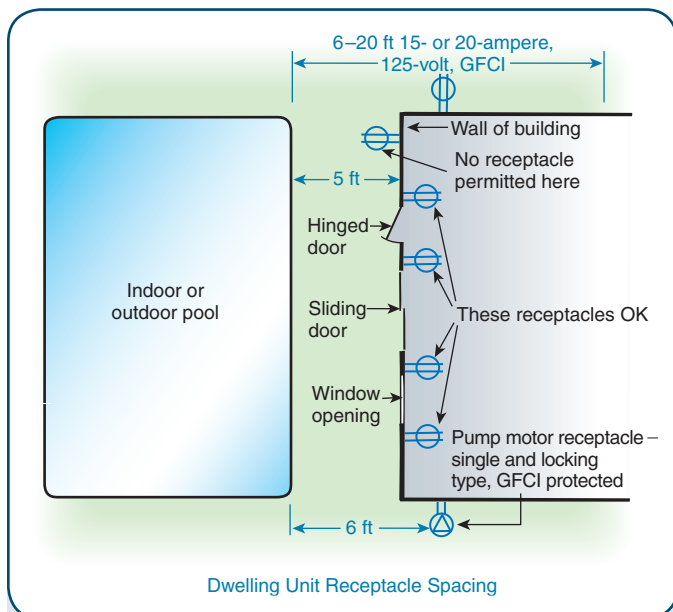 6–20 ft 15- or 20-ampere,
125-volt, GFCI
Wall of building
No receptacle
permitted here
5 ft
Hinged
door
Indoor or
outdoor pool
Sliding
door
These receptacles OK
Window
opening
Pump motor receptacle –
single and locking
type, GFCI protected
6 ft
Dwelling Unit Receptacle Spacing